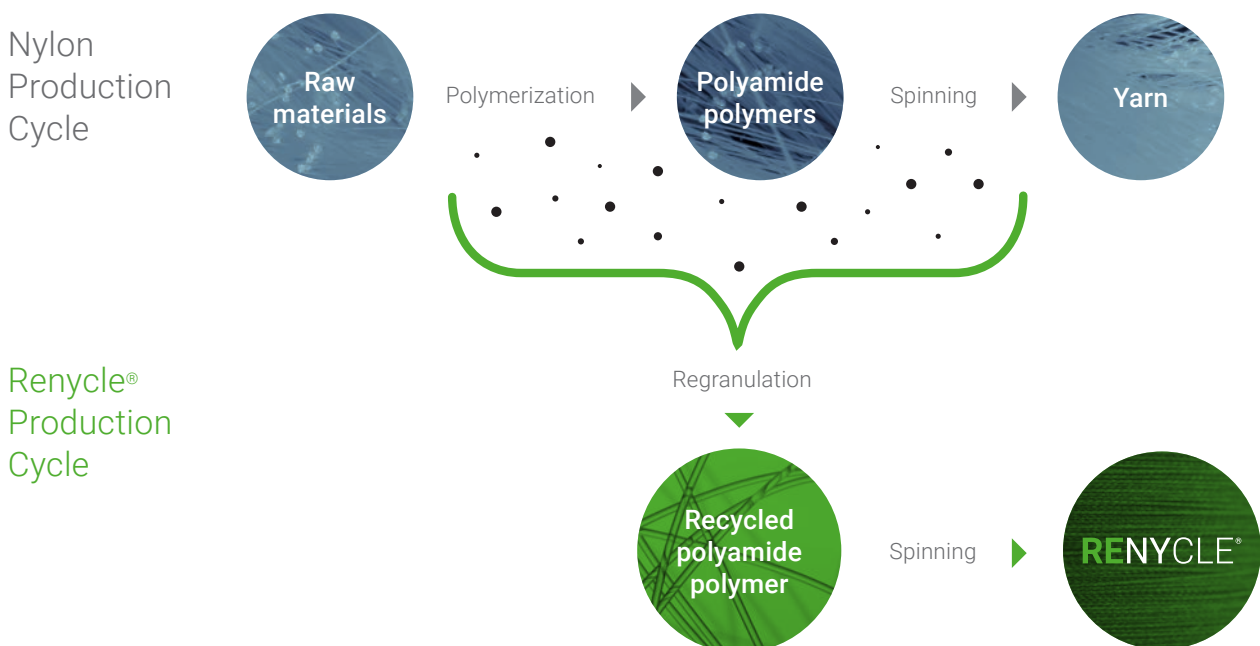 Nylon
Production
Cycle
Raw
materials
Polymerization
Polyamide
polymers
Spinning
Yarn
Regranulation
Renycle®
Production
Cycle
Recycled
polyamide
polymer
Spinning
RENYCLE®